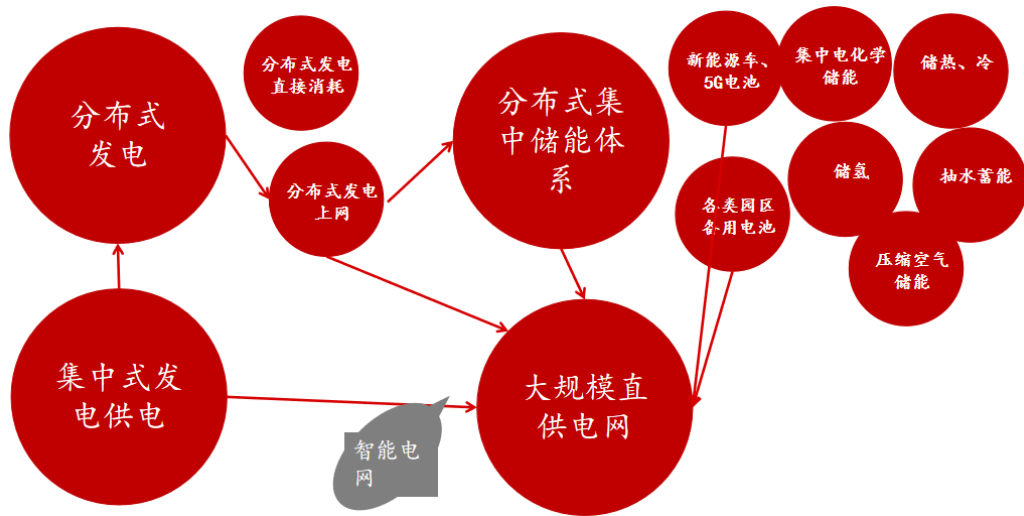 分布式
发电
分布式发电
直接消耗
分布式发电
上网
分布式集
中储能体
系
新能源车、
5G电池
集中电化学
储能
储热、冷
各类园区
备用电池
储氢
抽水蓄能
压缩空气
储能
集中式发
电供电
智能电
网
大规模直
供电网